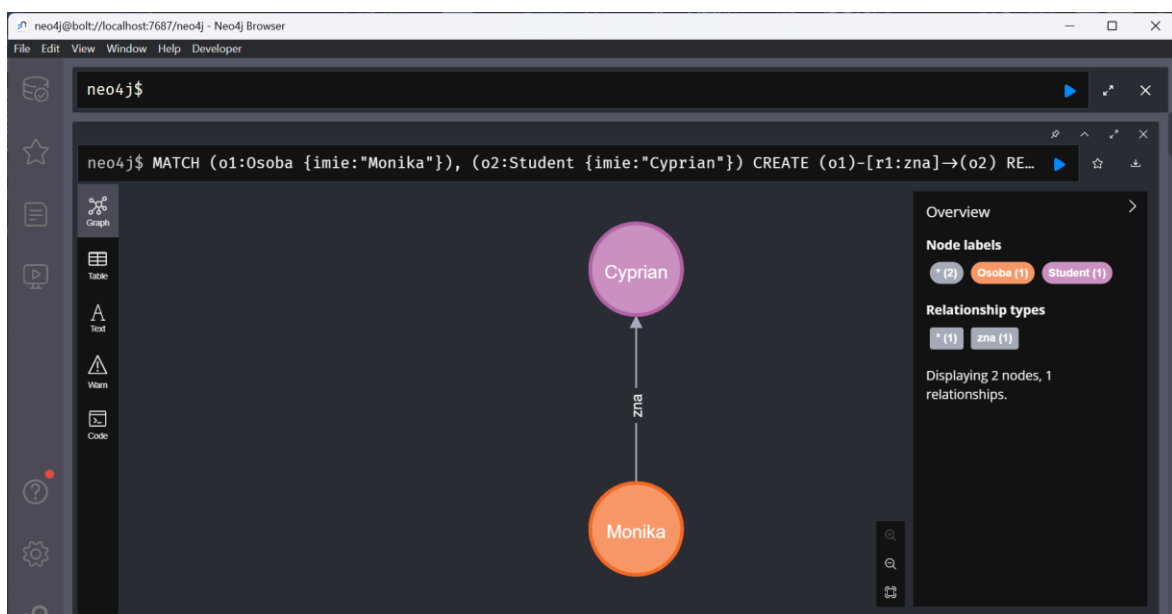 neo4j@bolt://localhost:7687/neo4j - Neo4j Browser
File Edit View Window Help Developer
neo4j$
neo4j$ MATCH (o1:Osoba {imie:"Monika"}), (o2:Student {imie:"Cyprian"}) CREATE (o1)-[r1:zna]→(o2) RE…
Graph
Table
Text
Warn
Code
Cyprian
zna
Monika
Overview
Node labels
* (2) Osoba (1) Student (1)
Relationship types
* (1) zna (1)
Displaying 2 nodes, 1
relationships.